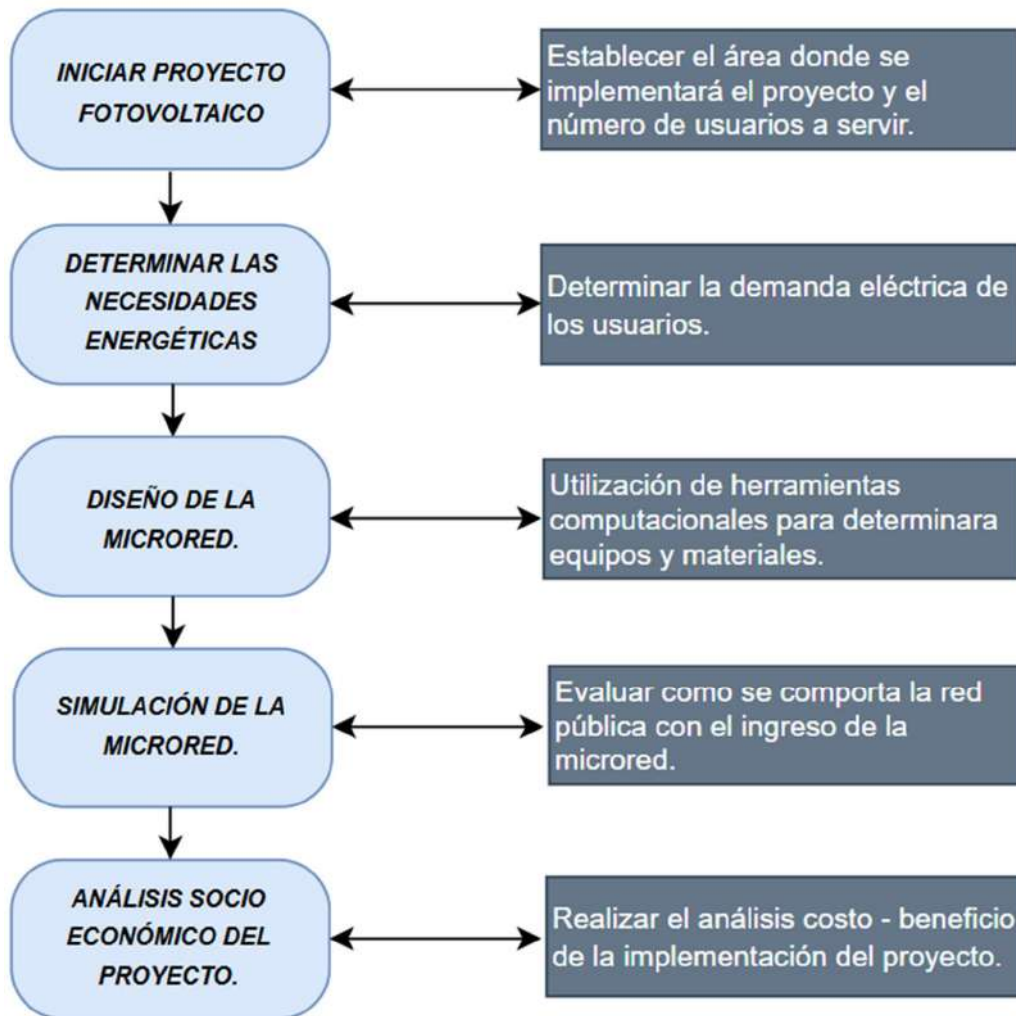 INICIAR PROYECTO
FOTOVOLTAICO
Establecer el área donde se
implementará el proyecto y el
número de usuarios a servir.
DETERMINAR LAS
NECESIDADES
ENERGÉTICAS
Determinar la demanda eléctrica de
los usuarios.
DISEÑO DE LA
MICRORED.
Utilización de herramientas
computacionales para determinara
equipos y materiales.
SIMULACIÓN DE LA
MICRORED.
Evaluar como se comporta la red
pública con el ingreso de la
microred.
ANÁLISIS SOCIO
ECONÓMICO DEL
PROYECTO.
Realizar el análisis costo - beneficio
de la implementación del proyecto.